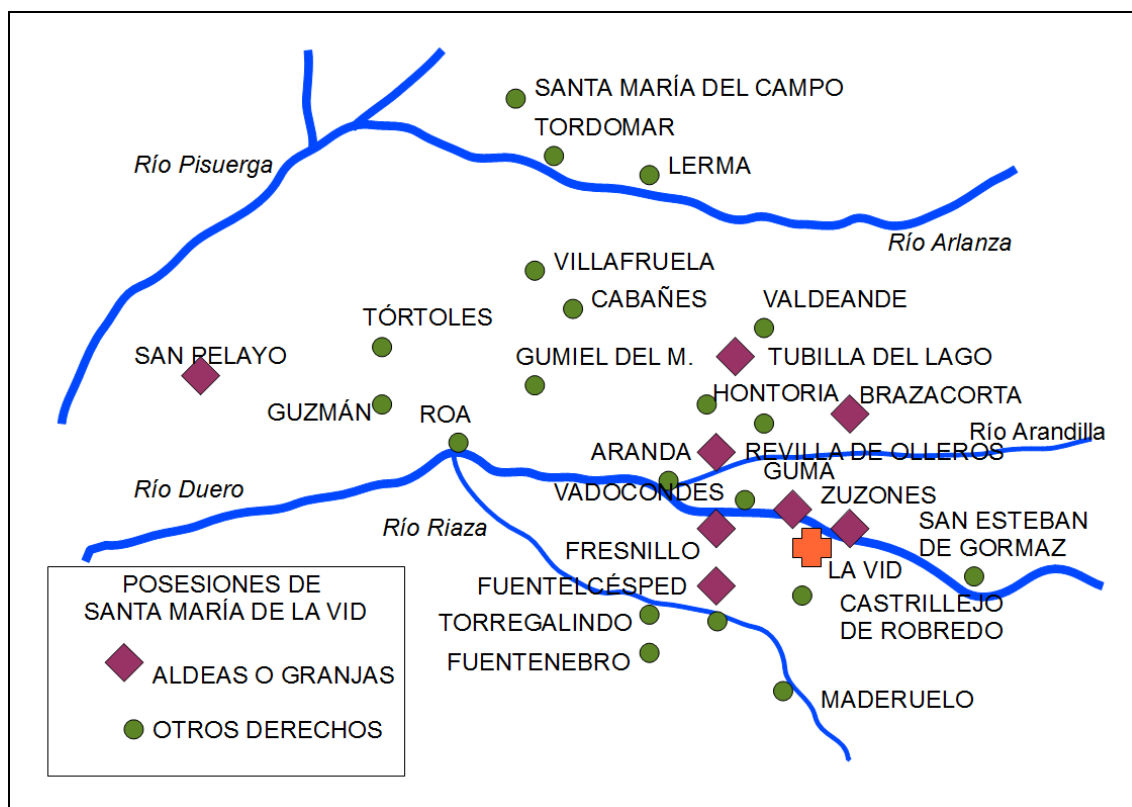 SANTA MARÍA DEL CAMPO
TORDOMAR
Río Pisuerga
LERMA
Río Arlanza
VILLAFRUELA
CABAÑES
VALDEANDE
TÓRTOLES
SAN PELAYO
GUMIEL DEL M.
TUBILLA DEL LAGO
HONTORIA
BRAZACORTA
GUZMÁN
ROA
Río Arandilla
ARANDA
REVILLA DE OLLEROS
GUMA
Río Duero
VADOCONDES
ZUZONES
Río Riaza
SAN ESTEBAN
DE GORMAZ
FRESNILLO
LA VID
FUENTELCÉSPED
CASTRILLEJO
DE ROBREDO
TORREGALINDO
FUENTENEBRO
MADERUELO
POSESIONES DE
SANTA MARÍA DE LA VID
ALDEAS O GRANJAS
OTROS DERECHOS